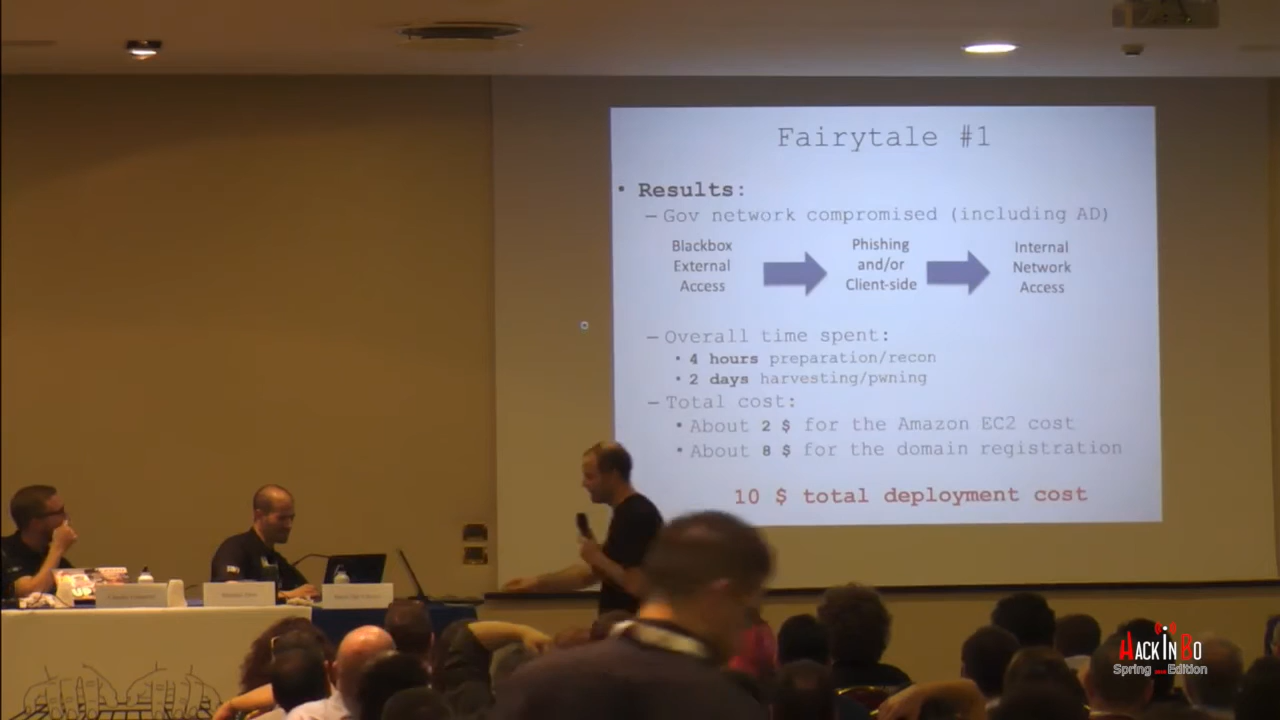 Fairytale #1
• Results:
– Gov network compromised (including AD)
Blackbox
External
Access
Phishing
and/or
Client-side
Internal
Network
Access
– Overall time spent:
• 4 hours preparation/recon
• 2 days harvesting/pwning
– Total cost:
• About 2 $ for the Amazon EC2 cost
• About 8 $ for the domain registration
10 $ total deployment cost
HackInBo
Spring Edition